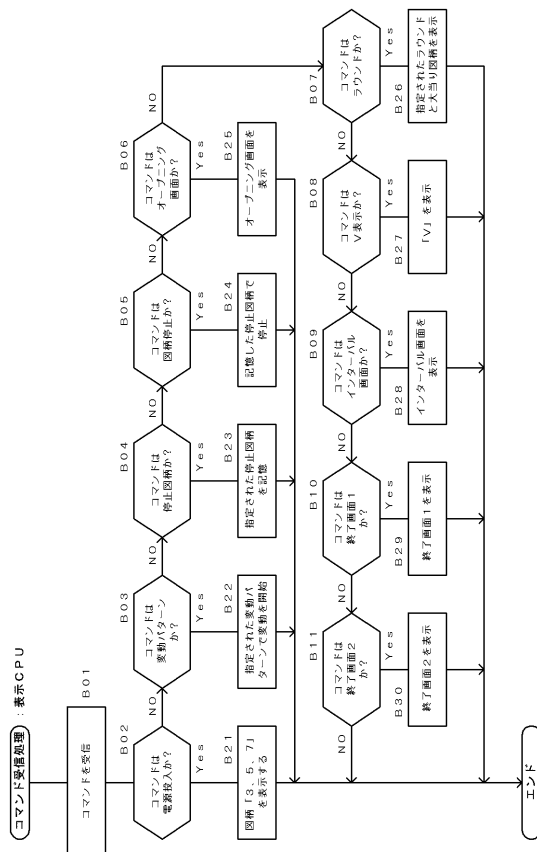 コマンド受信処理:表示CPU
B01
コマンドを受信
B02
コマンドは
電源投入か?
NO
Yes
B21
図柄「3、5、7」
を表示する
B03
コマンドは
変動パターン
か?
NO
Yes
B22
指定された変動パ
ターンで変動を開始
B04
コマンドは
停止図柄か?
NO
Yes
B23
指定された停止図柄
を記憶
B05
コマンドは
図柄停止か?
NO
Yes
B24
記憶した停止図柄で
停止
B06
コマンドは
オープニング
画面か?
NO
Yes
B25
オープニング画面を
表示
B07
コマンドは
ラウンドか?
NO
Yes
B26
指定されたラウンド
と大当り図柄を表示
B08
コマンドは
V表示か?
NO
Yes
B27
「V」を表示
B09
コマンドは
インターバル
画面か?
NO
Yes
B28
インターバル画面を
表示
B10
コマンドは
終了画面1
か?
NO
Yes
B29
終了画面1を表示
B11
コマンドは
終了画面2
か?
NO
Yes
B30
終了画面2を表示
エンド